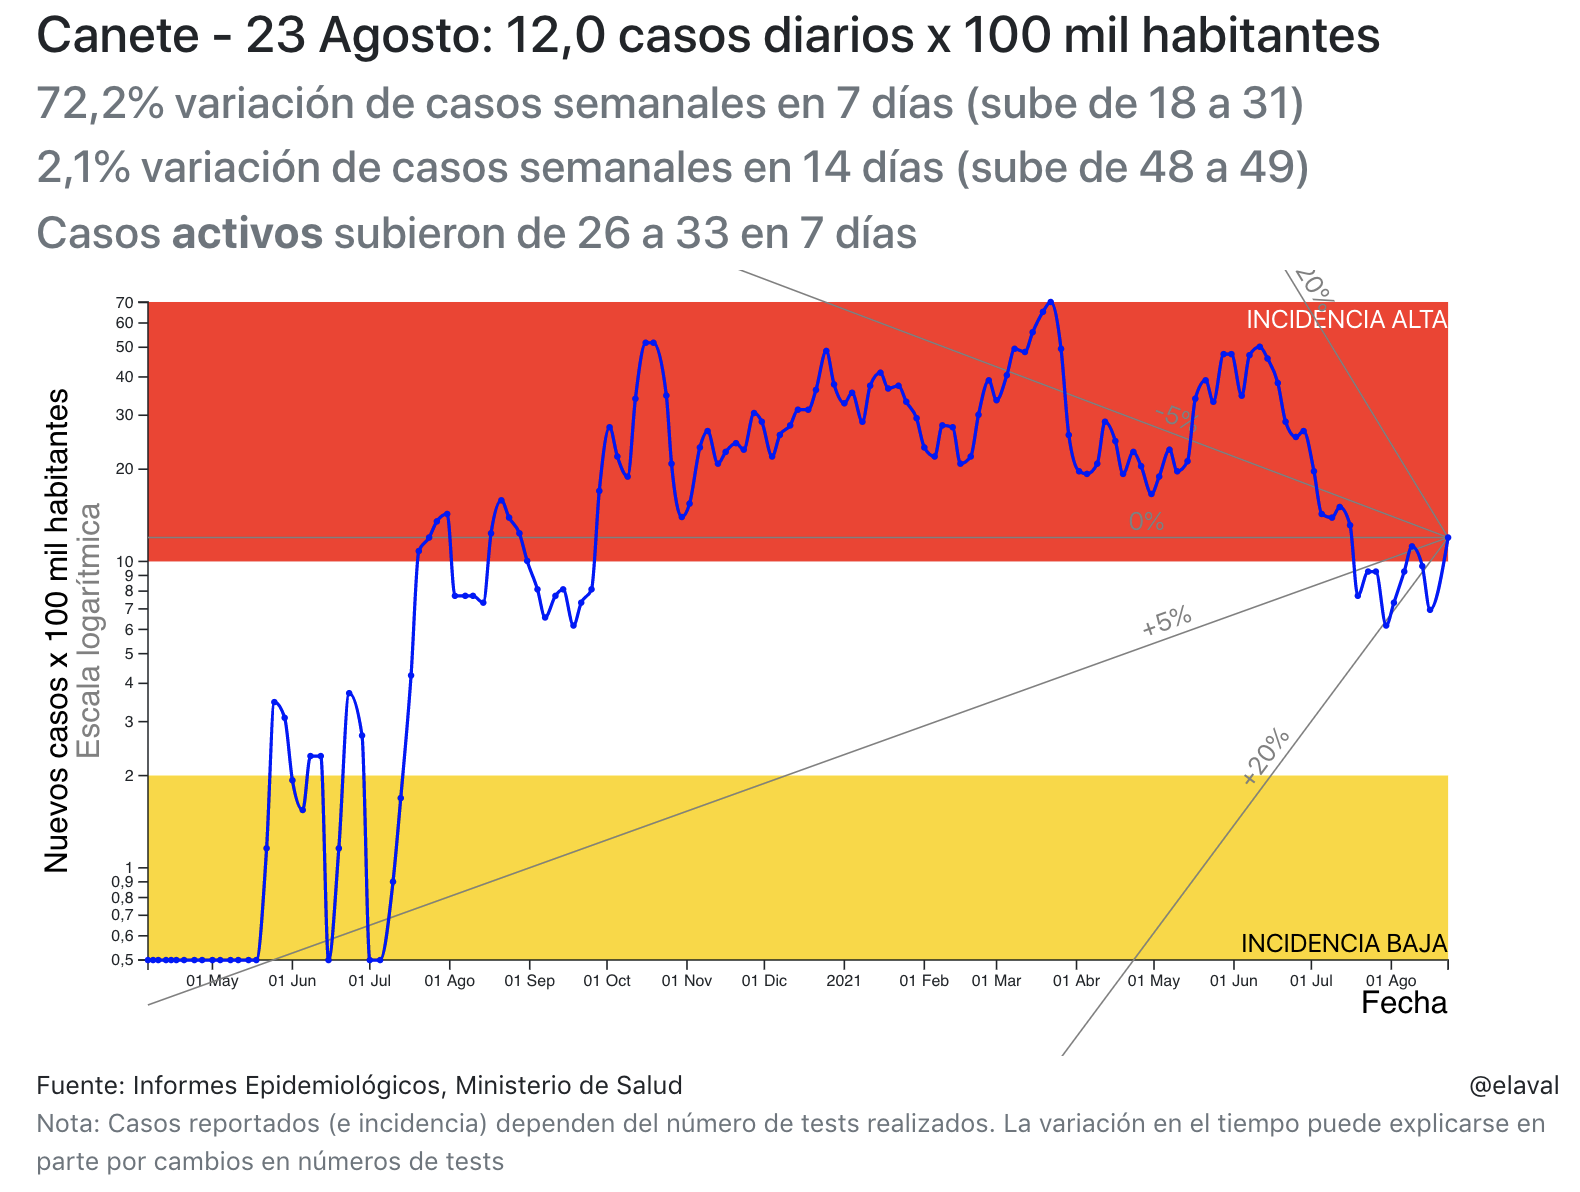 Canete - 23 Agosto: 12,0 casos diarios x 100 mil habitantes
72,2% variación de casos semanales en 7 días (sube de 18 a 31)
2,1% variación de casos semanales en 14 días (sube de 48 a 49)
Casos activos subieron de 26 a 33 en 7 días
20%
INCIDENCIA ALTA
-5%
0%
+5%
+20%
INCIDENCIA BAJA
Nuevos casos x 100 mil habitantes
Escala logarítmica
70
60
50
40
30
20
10
9
8
7
6
5
4
3
2
1
0,9
0,8
0,7
0,6
0,5
01 May 01 Jun 01 Jul 01 Ago 01 Sep 01 Oct 01 Nov 01 Dic 2021 01 Feb 01 Mar 01 Abr 01 May 01 Jun 01 Jul 01 Ago
Fecha
Fuente: Informes Epidemiológicos, Ministerio de Salud
@elaval
Nota: Casos reportados (e incidencia) dependen del número de tests realizados. La variación en el tiempo puede explicarse en
parte por cambios en números de tests